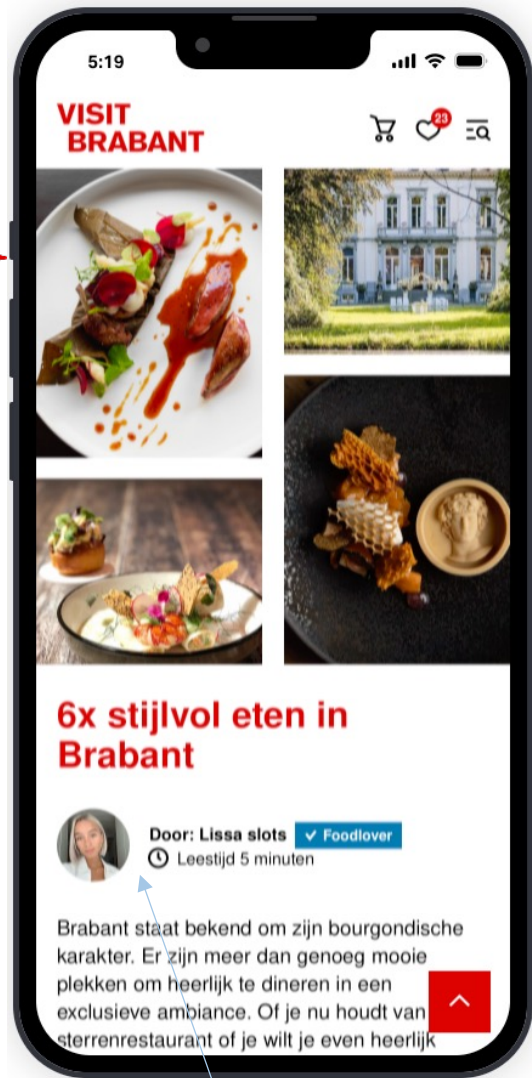 5:19
VISIT
BRABANT
23
6x stijlvol eten in
Brabant
Door: Lissa slots ✓ Foodlover
Leestijd 5 minuten
Brabant staat bekend om zijn bourgondische
karakter. Er zijn meer dan genoeg mooie
plekken om heerlijk te dineren in een
exclusieve ambiance. Of je nu houdt van
sterrenrestaurant of je wilt je even heerlijk